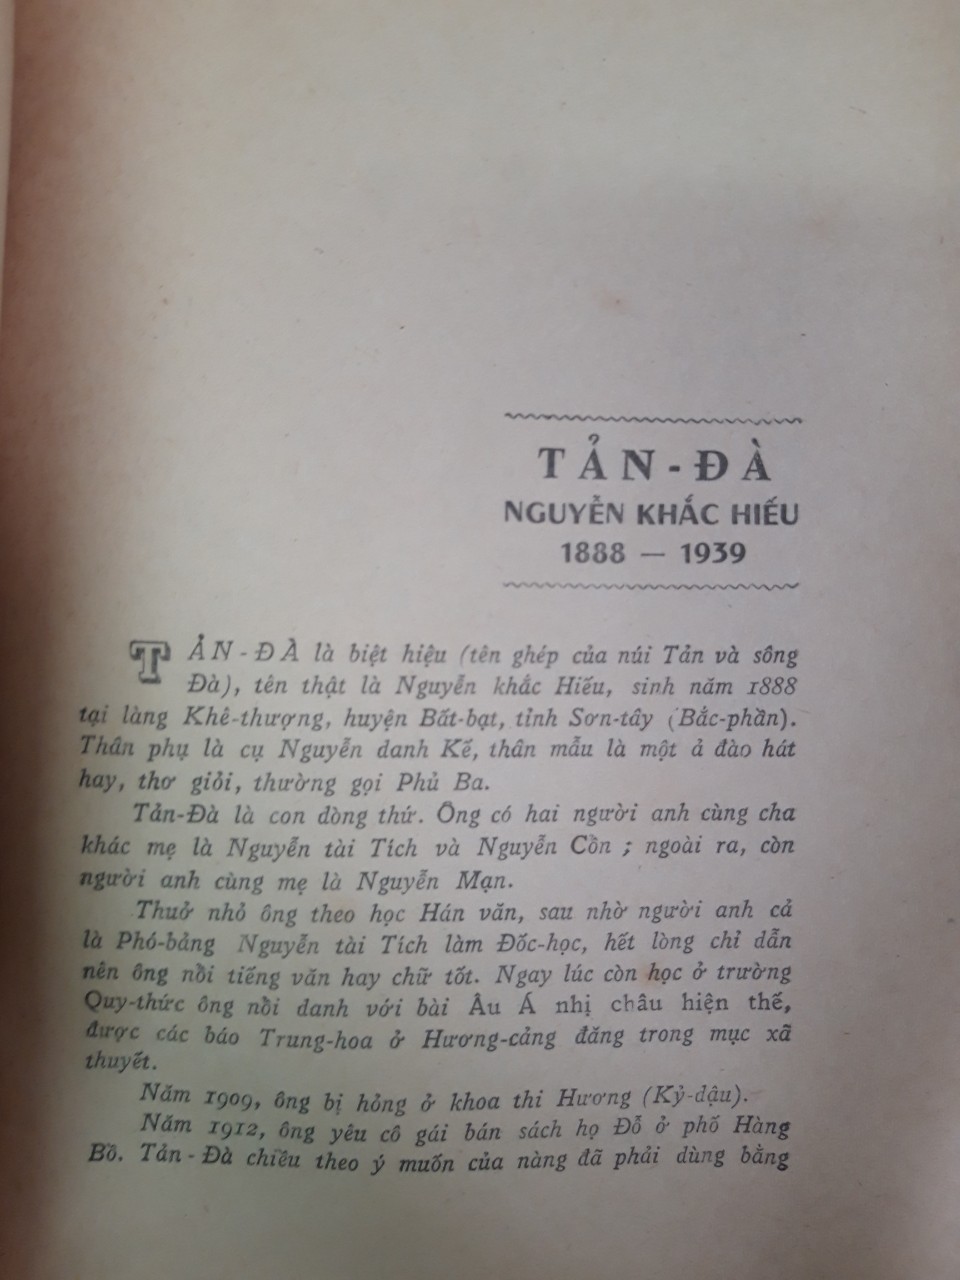 TẢN-ĐÀ
NGUYỄN KHẮC HIẾU
1888 — 1939
TẢN-ĐÀ là biệt hiệu (tên ghép của núi Tản và sông
Đà), tên thật là Nguyễn khắc Hiếu, sinh năm 1888
tại làng Khê-thượng, huyện Bất-bạt, tỉnh Sơn-tây (Bắc-phần).
Thân phụ là cụ Nguyễn danh Kế, thân mẫu là một ả đào hát
hay, thơ giỏi, thường gọi Phủ Ba.
Tản-Đà là con dòng thứ. Ông có hai người anh cùng cha
khác mẹ là Nguyễn tài Tích và Nguyễn Cồn ; ngoài ra, còn
người anh cùng mẹ là Nguyễn Mạn.
Thuở nhỏ ông theo học Hán văn, sau nhờ người anh cả
là Phó-bảng Nguyễn tài Tích làm Đốc-học, hết lòng chỉ dẫn
nên ông nồi tiếng văn hay chữ tốt. Ngay lúc còn học ở trường
Quy-thức ông nồi danh với bài Âu Á nhị châu hiện thế,
được các báo Trung-hoa ở Hương-cảng đăng trong mục xã
thuyết.
Năm 1909, ông bị hỏng ở khoa thi Hương (Kỷ-dậu).
Năm 1912, ông yêu cô gái bán sách họ Đỗ ở phố Hàng
Bồ. Tản-Đà chiều theo ý muốn của nàng đã phải dùng bằng